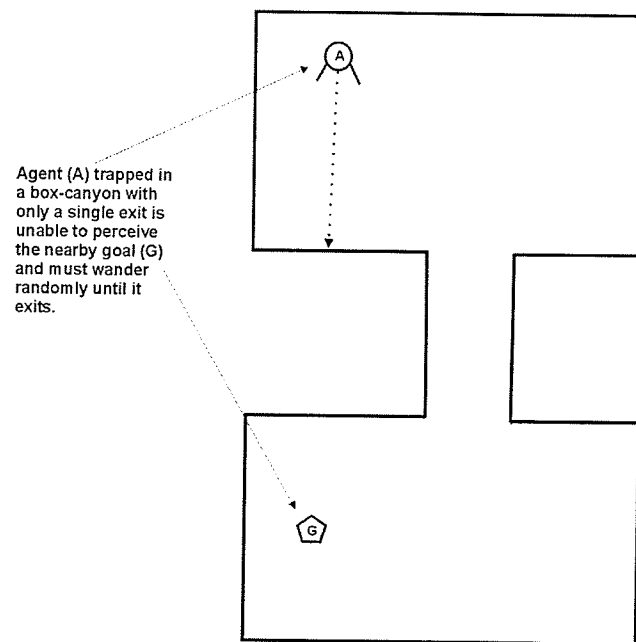 A
Agent (A) trapped in
a box-canyon with
only a single exit is
unable to perceive
the nearby goal (G)
and must wander
randomly until it
exits.
G